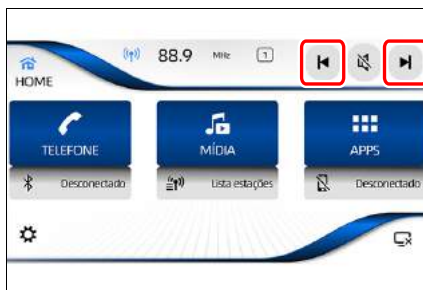 88.9 MHz 1
HOME
TELEFONE MÍDIA APPS
Desconectado Lista estações Desconectado